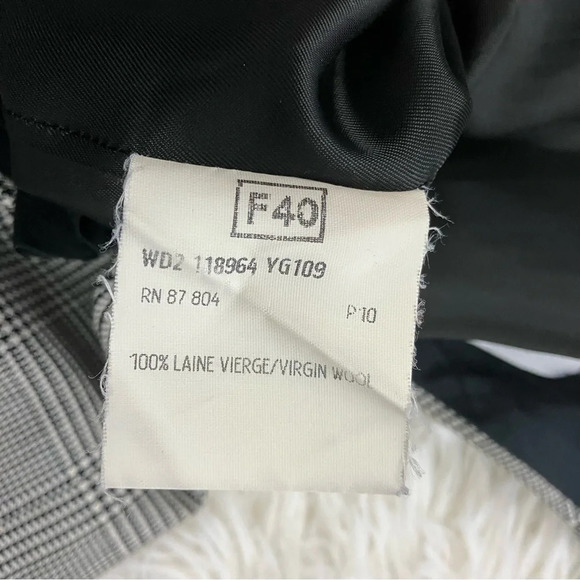 F40
WD2 118964 YG109
RN 87 804
P10
100% LAINE VIERGE/VIRGIN WOOL